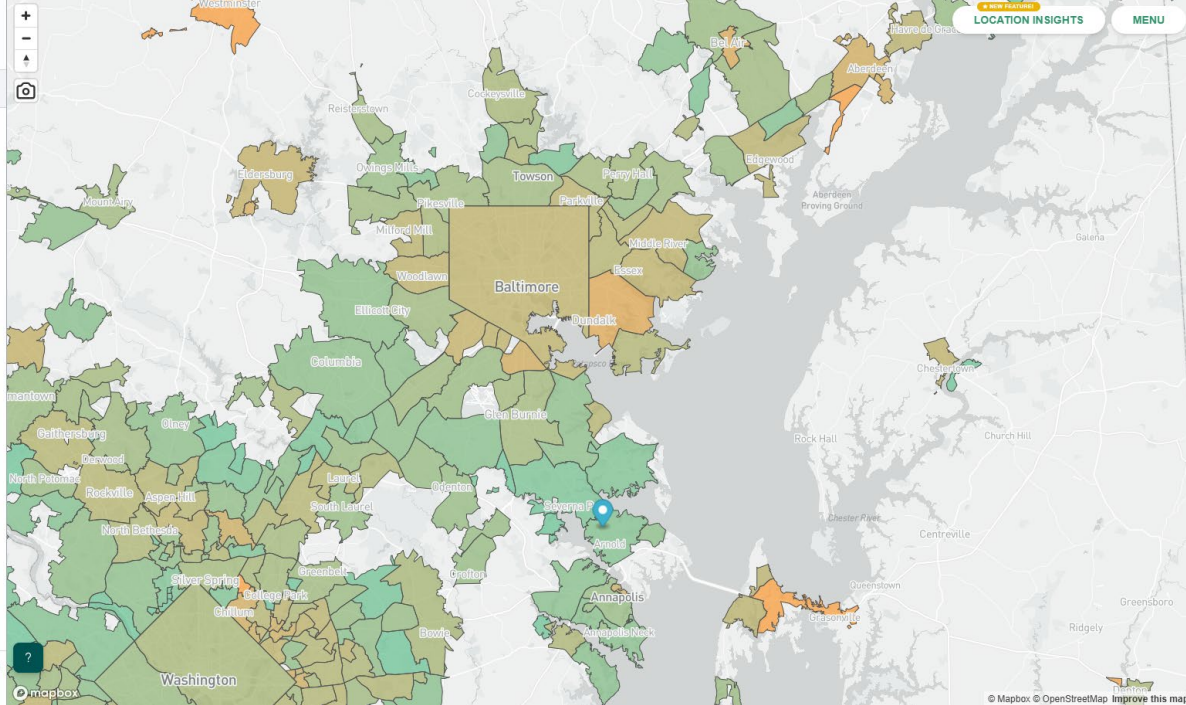 Westminster
NEW FEATURE!
LOCATION INSIGHTS
MENU
+
−
Havre de Grace
Bel Air
Aberdeen
Cockeysville
Reisterstown
Owings Mills
Eldersburg
Towson
Perry Hall
Edgewood
Mount Airy
Pikesville
Parkville
Aberdeen
Proving Ground
Milford Mill
Middle River
Galena
Woodlawn
Essex
Baltimore
Ellicott City
Dundalk
Columbia
Chestertown
mantown
Glen Burnie
Olney
Gaithersburg
Rock Hall
Church Hill
Derwood
North Potomac
Laurel
Odenton
Rockville
Aspen Hill
South Laurel
Severna P
Chester River
North Bethesda
Arnold
Centreville
Greenbelt
Crofton
Silver Spring
College Park
Queenstown
Chillum
Annapolis
Greensboro
Grasonville
Bowie
Annapolis Neck
Ridgely
?
Washington
mapbox
Denton
© Mapbox © OpenStreetMap Improve this map